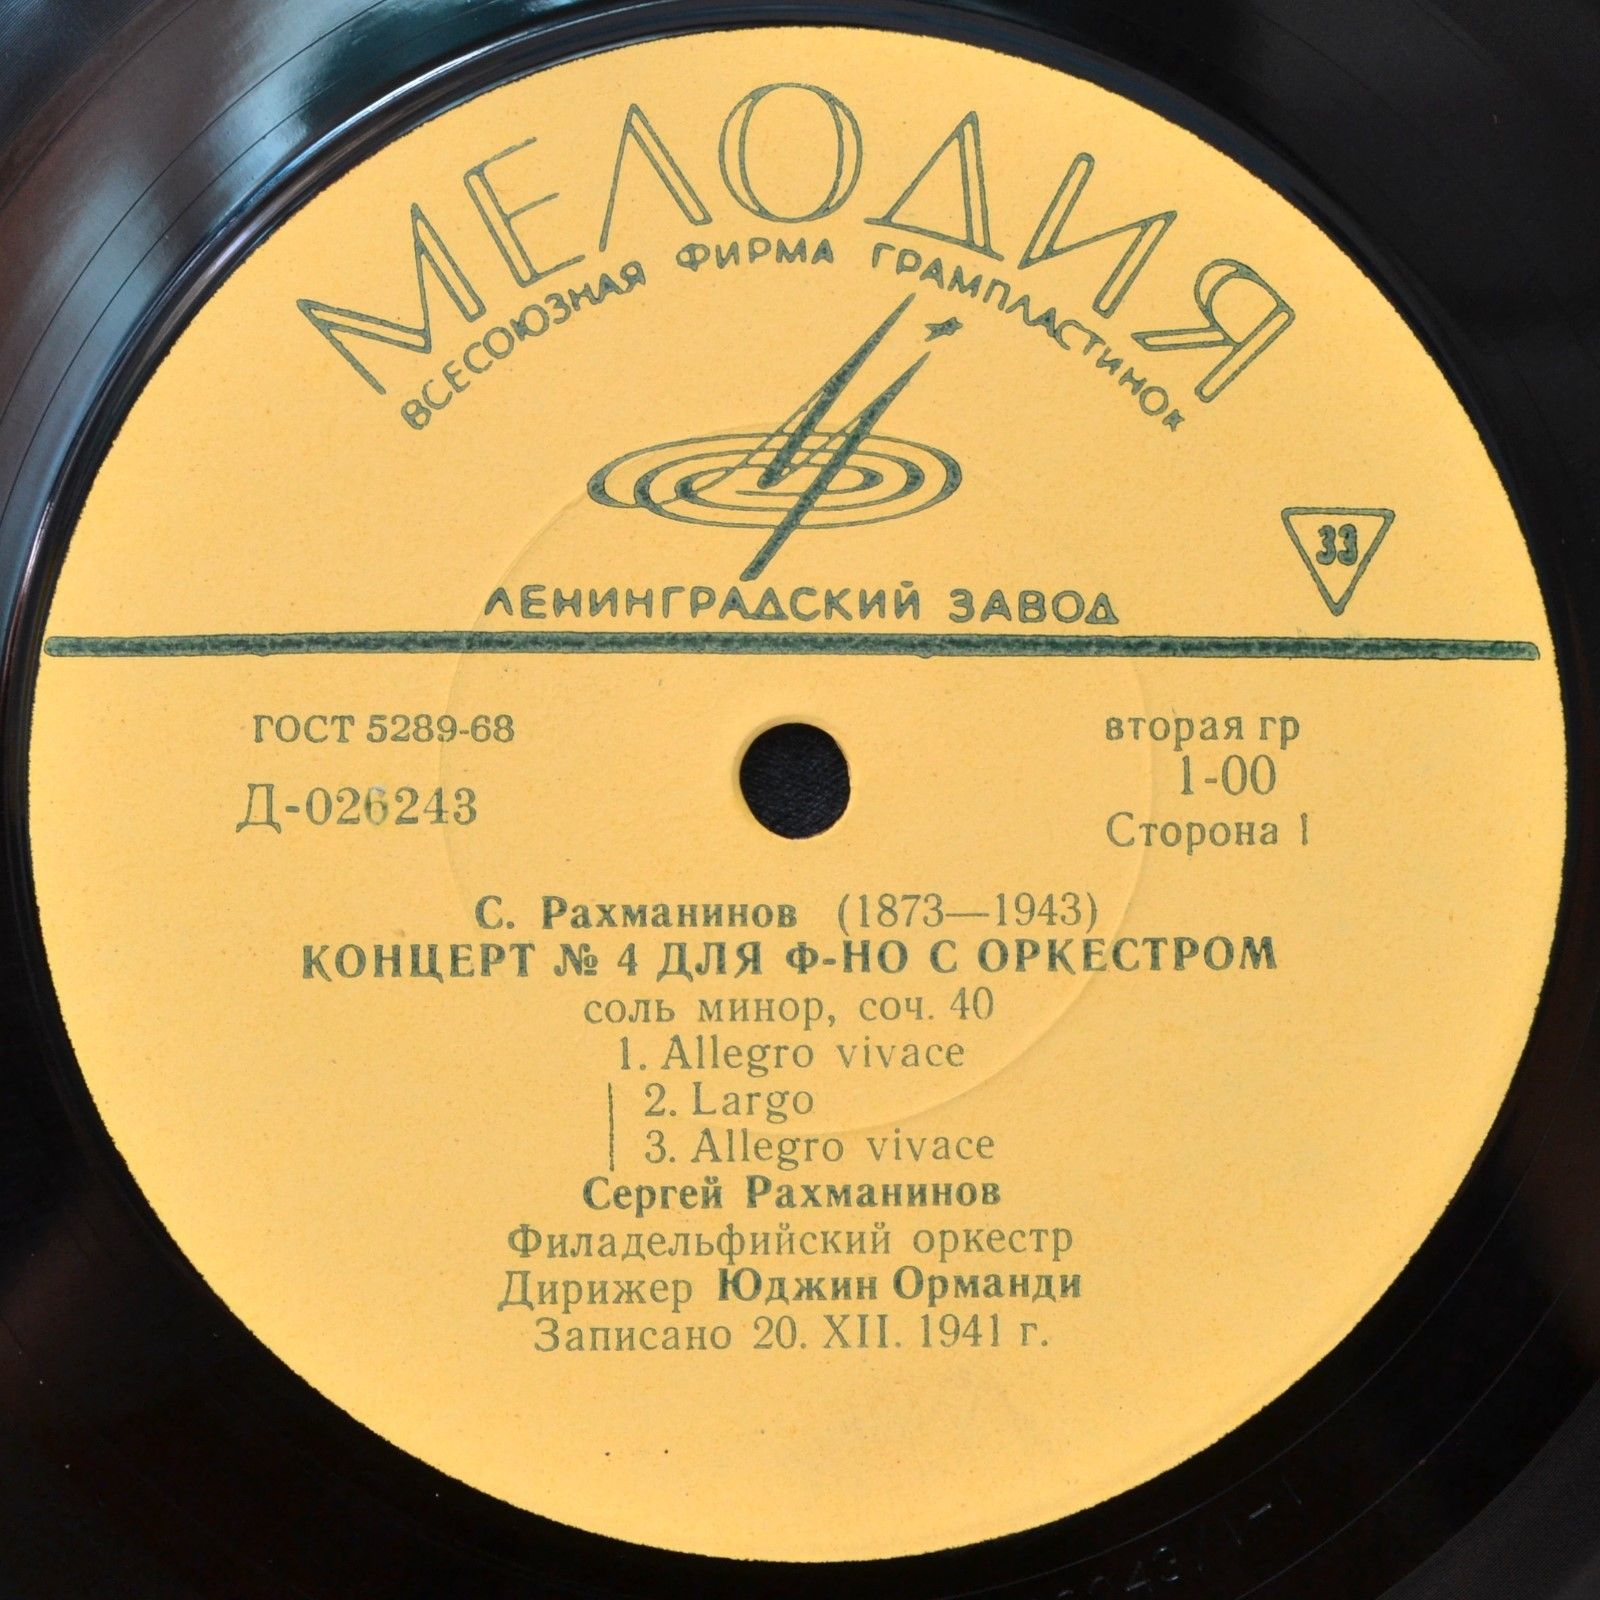 МЕЛОДИЯ
ВСЕСОЮЗНАЯ ФИРМА ГРАМПЛАСТИНОК
33
ЛЕНИНГРАДСКИЙ ЗАВОД
ГОСТ 5289-68
вторая гр
1-00
Д-026243
Сторона 1
С. Рахманинов (1873—1943)
КОНЦЕРТ № 4 ДЛЯ Ф-НО С ОРКЕСТРОМ
соль минор, соч. 40
1. Allegro vivace
2. Largo
3. Allegro vivace
Сергей Рахманинов
Филадельфийский оркестр
Дирижер Юджин Орманди
Записано 20. XII. 1941 г.